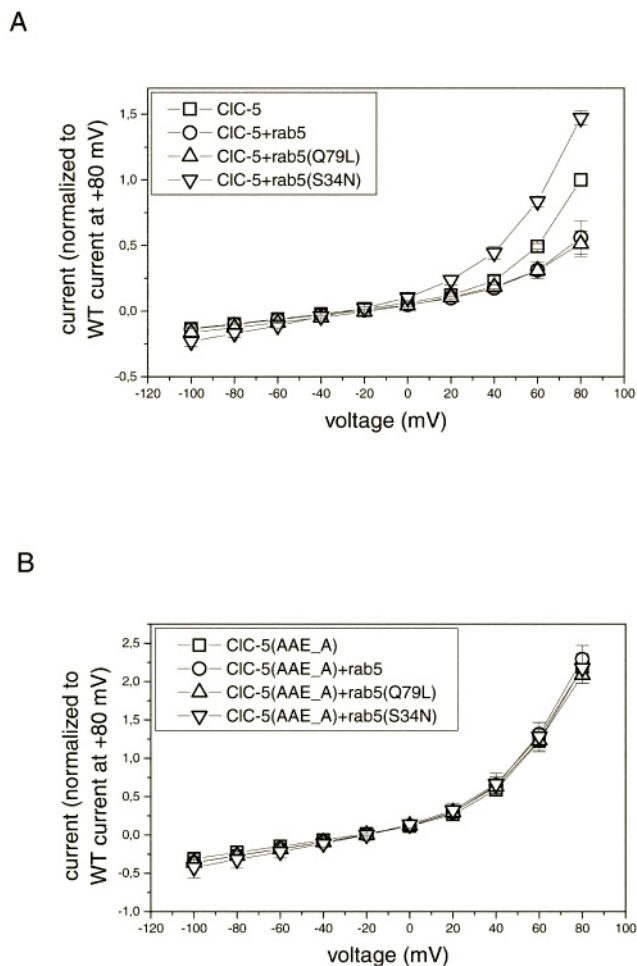 A
ClC-5
ClC-5+rab5
ClC-5+rab5(Q79L)
ClC-5+rab5(S34N)
current (normalized to
WT current at +80 mV)
1,5
1,0
0,5
0,0
-0,5
-120 -100 -80 -60 -40 -20 0 20 40 60 80 100
voltage (mV)
B
ClC-5(AAE_A)
ClC-5(AAE_A)+rab5
ClC-5(AAE_A)+rab5(Q79L)
ClC-5(AAE_A)+rab5(S34N)
current (normalized to
WT current at +80 mV)
2,5
2,0
1,5
1,0
0,5
0,0
-0,5
-1,0
-120 -100 -80 -60 -40 -20 0 20 40 60 80 100
voltage (mV)